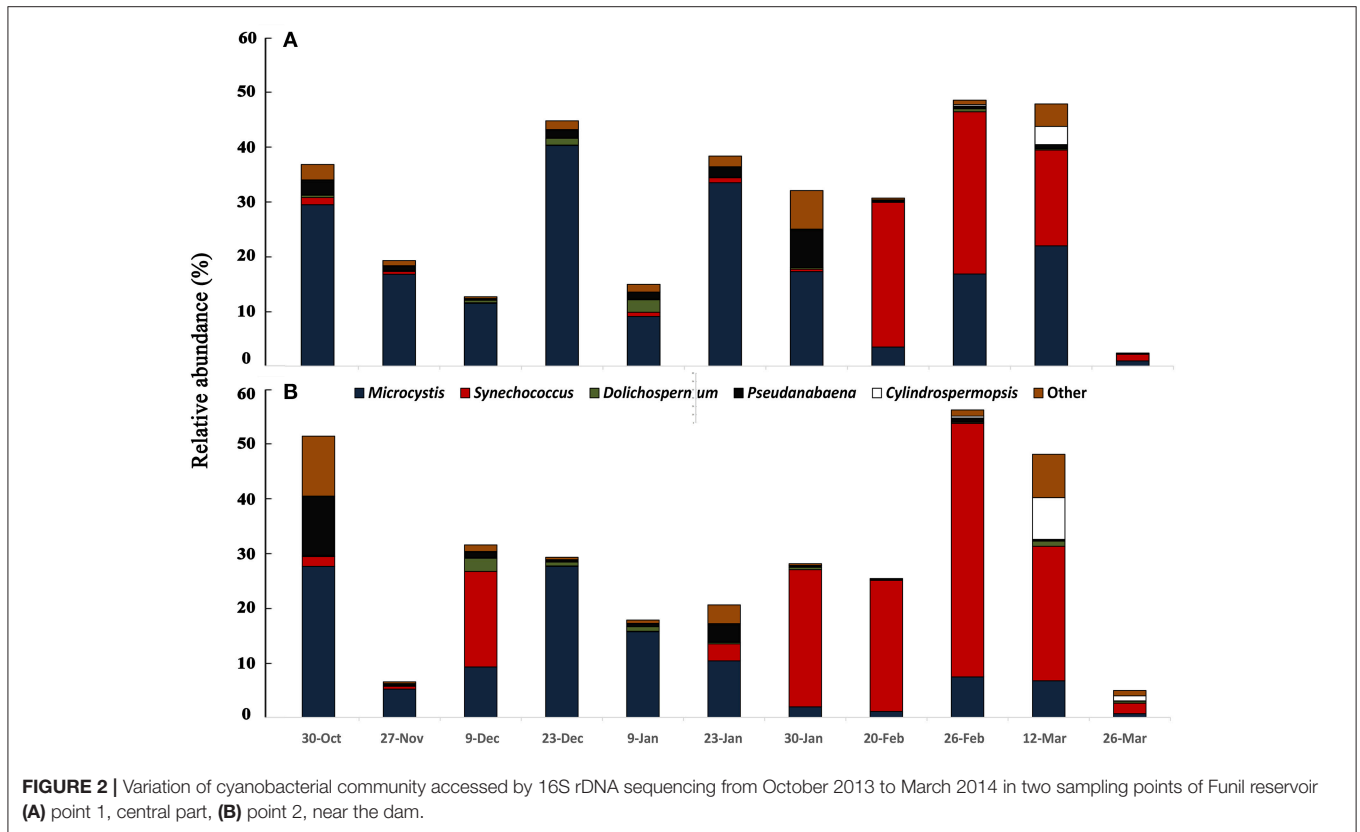 A
60
50
40
30
20
10
0
Relative abundance (%)
B
Microcystis Synechococcus Dolichospermum Pseudanabaena Cylindrospermopsis Other
60
50
40
30
20
10
0
30-Oct 27-Nov 9-Dec 23-Dec 9-Jan 23-Jan 30-Jan 20-Feb 26-Feb 12-Mar 26-Mar
FIGURE 2 | Variation of cyanobacterial community accessed by 16S rDNA sequencing from October 2013 to March 2014 in two sampling points of Funil reservoir
(A) point 1, central part, (B) point 2, near the dam.